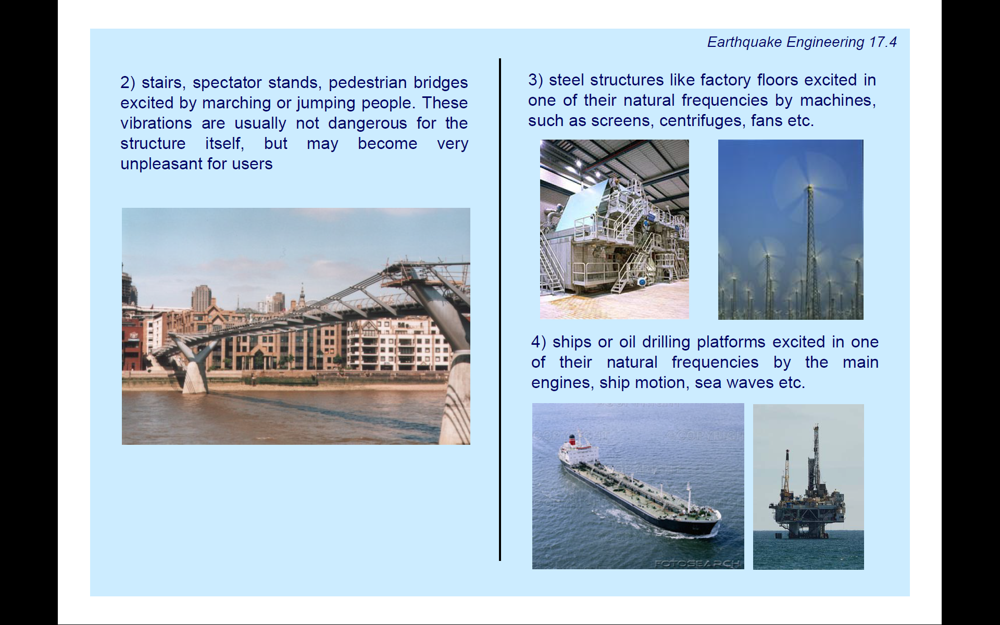 Earthquake Engineering 17.4
2) stairs, spectator stands, pedestrian bridges
excited by marching or jumping people. These
vibrations are usually not dangerous for the
structure itself, but may become very
unpleasant for users
3) steel structures like factory floors excited in
one of their natural frequencies by machines,
such as screens, centrifuges, fans etc.
4) ships or oil drilling platforms excited in one
of their natural frequencies by the main
engines, ship motion, sea waves etc.
COPYRIGHT
©COPYRIGH
FOTOSEARCH